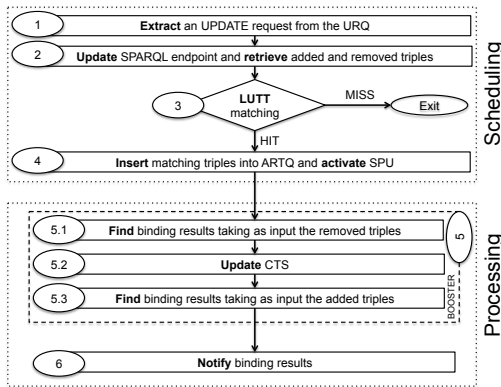 1
Extract an UPDATE request from the URQ
2
Update SPARQL endpoint and retrieve added and removed triples
3
LUTT
matching
MISS
Exit
HIT
4
Insert matching triples into ARTQ and activate SPU
Scheduling
5.1
Find binding results taking as input the removed triples
5
5.2
Update CTS
5.3
Find binding results taking as input the added triples
BOOSTER
6
Notify binding results
Processing